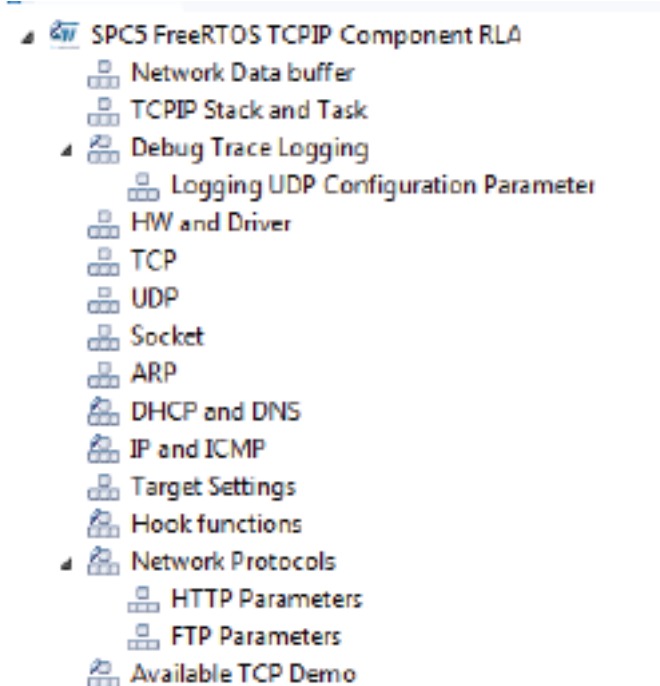 SPC5 FreeRTOS TCPIP Component RLA
Network Data buffer
TCPIP Stack and Task
Debug Trace Logging
Logging UDP Configuration Parameter
HW and Driver
TCP
UDP
Socket
ARP
DHCP and DNS
IP and ICMP
Target Settings
Hook functions
Network Protocols
HTTP Parameters
FTP Parameters
Available TCP Demo